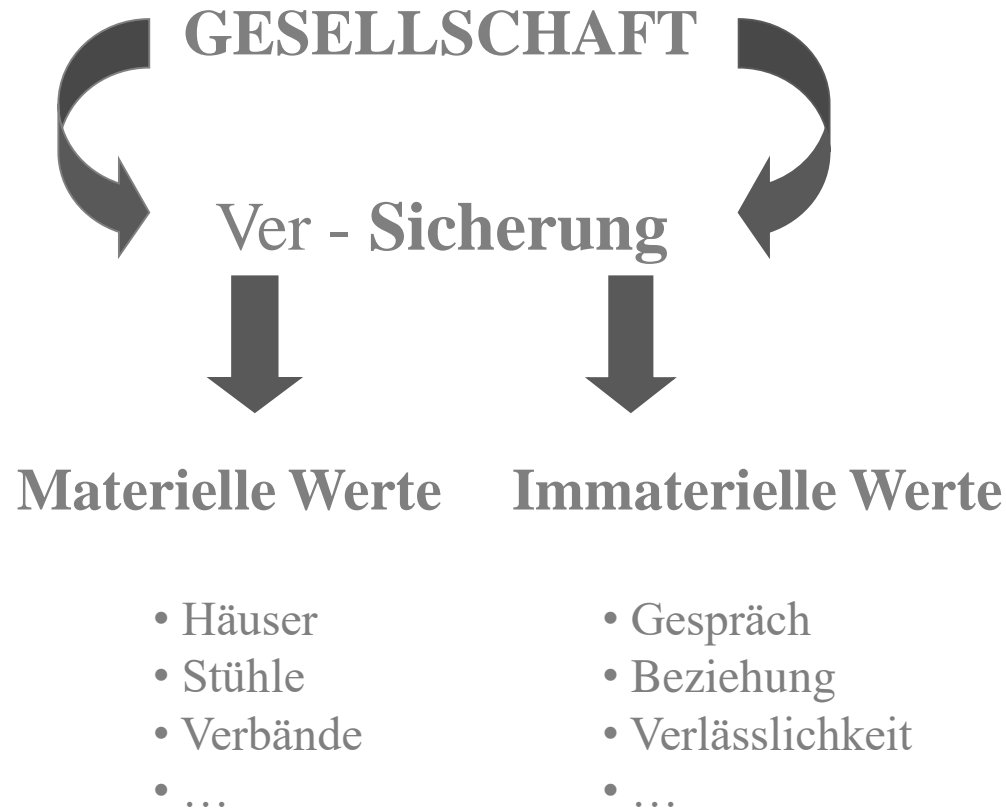 GESELLSCHAFT
Ver - Sicherung
Materielle Werte
• Häuser
• Stühle
• Verbände
• …
Immaterielle Werte
• Gespräch
• Beziehung
• Verlässlichkeit
• …